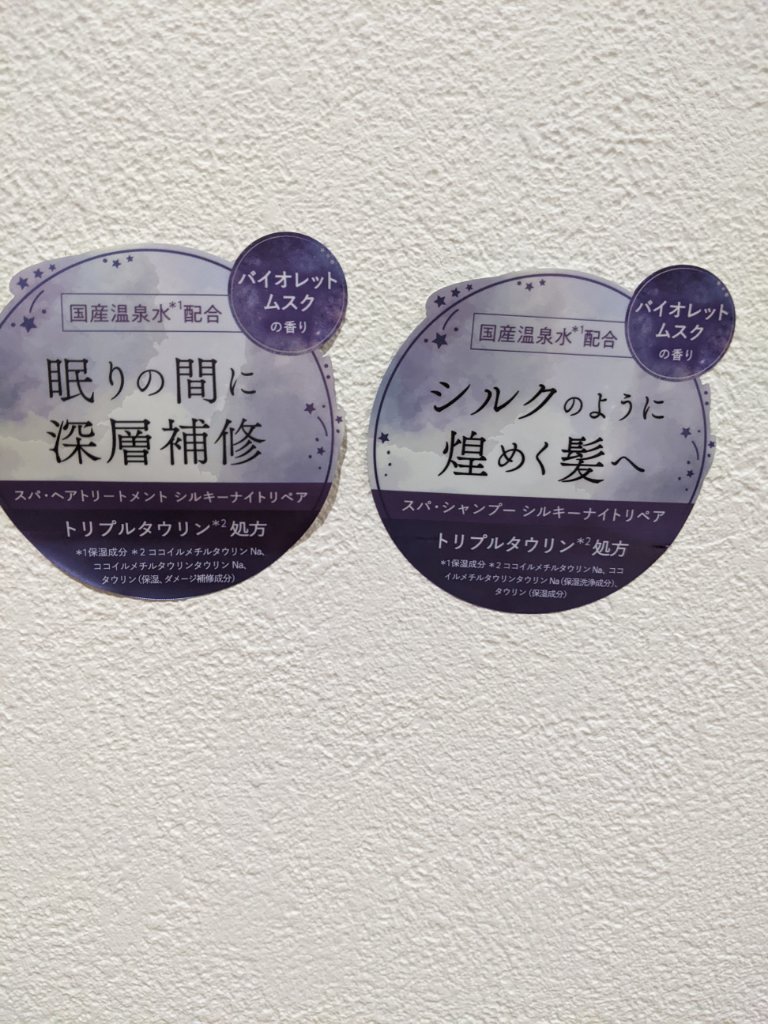 バイオレット
ムスク
の香り
国産温泉水*1配合
眠りの間に
深層補修
スパ・ヘアトリートメント シルキーナイトリペア
トリプルタウリン*2処方
*1保湿成分 *2 ココイルメチルタウリンNa、
ココイルメチルタウリンタウリンNa、
タウリン(保湿、ダメージ補修成分)
バイオレット
ムスク
の香り
国産温泉水*1配合
シルクのように
煌めく髪へ
スパ・シャンプー シルキーナイトリペア
トリプルタウリン*2処方
*1保湿成分 *2 ココイルメチルタウリンNa、ココ
イルメチルタウリンタウリンNa(保湿洗浄成分)、
タウリン(保湿成分)